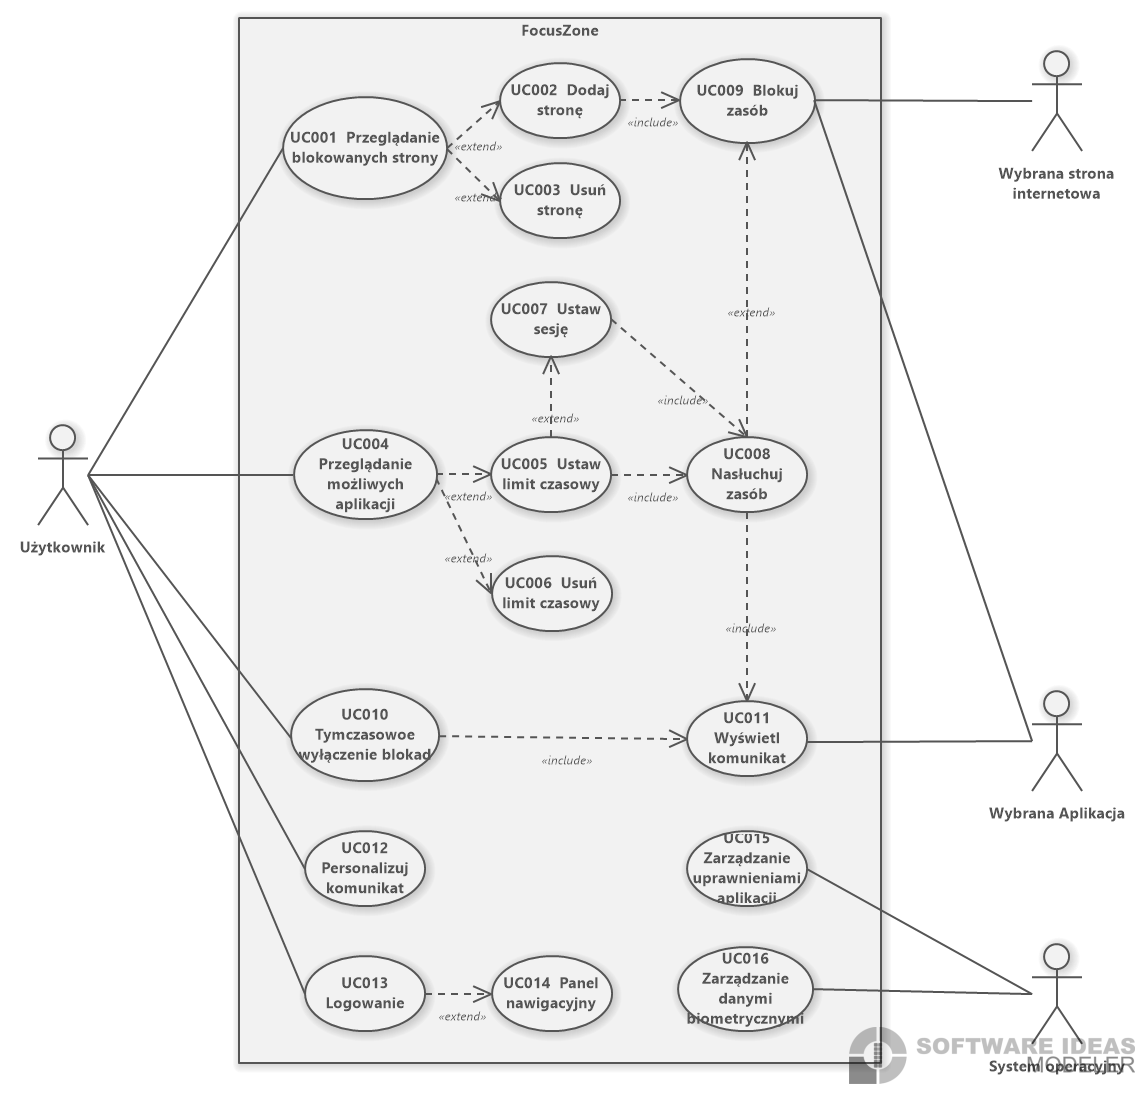 FocusZone
UC001 Przeglądanie
blokowanych strony
UC002 Dodaj
stronę
UC009 Blokuj
zasób
«extend»
«include»
«extend»
UC003 Usuń
stronę
Wybrana strona
internetowa
UC007 Ustaw
sesję
«extend»
«include»
«extend»
UC004
Przeglądanie
możliwych
aplikacji
UC005 Ustaw
limit czasowy
UC008
Nasłuchuj
zasób
«extend»
«include»
Użytkownik
«extend»
UC006 Usuń
limit czasowy
«include»
UC010
Tymczasowe
wyłączenie blokad
«include»
UC011
Wyświetl
komunikat
Wybrana Aplikacja
UC012
Personalizuj
komunikat
UC015
Zarządzanie
uprawnieniami
aplikacji
UC013
Logowanie
«extend»
UC014 Panel
nawigacyjny
UC016
Zarządzanie
danymi
biometrycznymi
System operacyjny
SOFTWARE IDEAS
MODELER